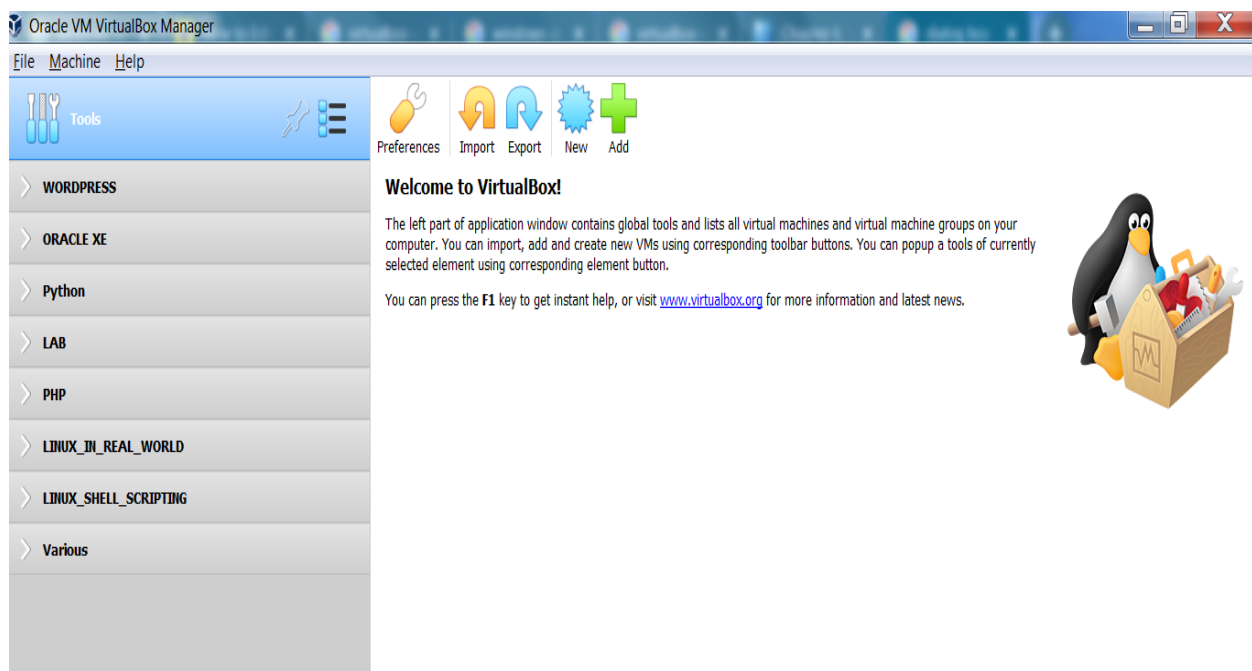 Oracle VM VirtualBox Manager
File Machine Help
Tools
Preferences Import Export New Add
WORDPRESS
ORACLE XE
Python
LAB
PHP
LINUX_IN_REAL_WORLD
LINUX_SHELL_SCRIPTING
Various
Welcome to VirtualBox!
The left part of application window contains global tools and lists all virtual machines and virtual machine groups on your
computer. You can import, add and create new VMs using corresponding toolbar buttons. You can popup a tools of currently
selected element using corresponding element button.
You can press the F1 key to get instant help, or visit www.virtualbox.org for more information and latest news.